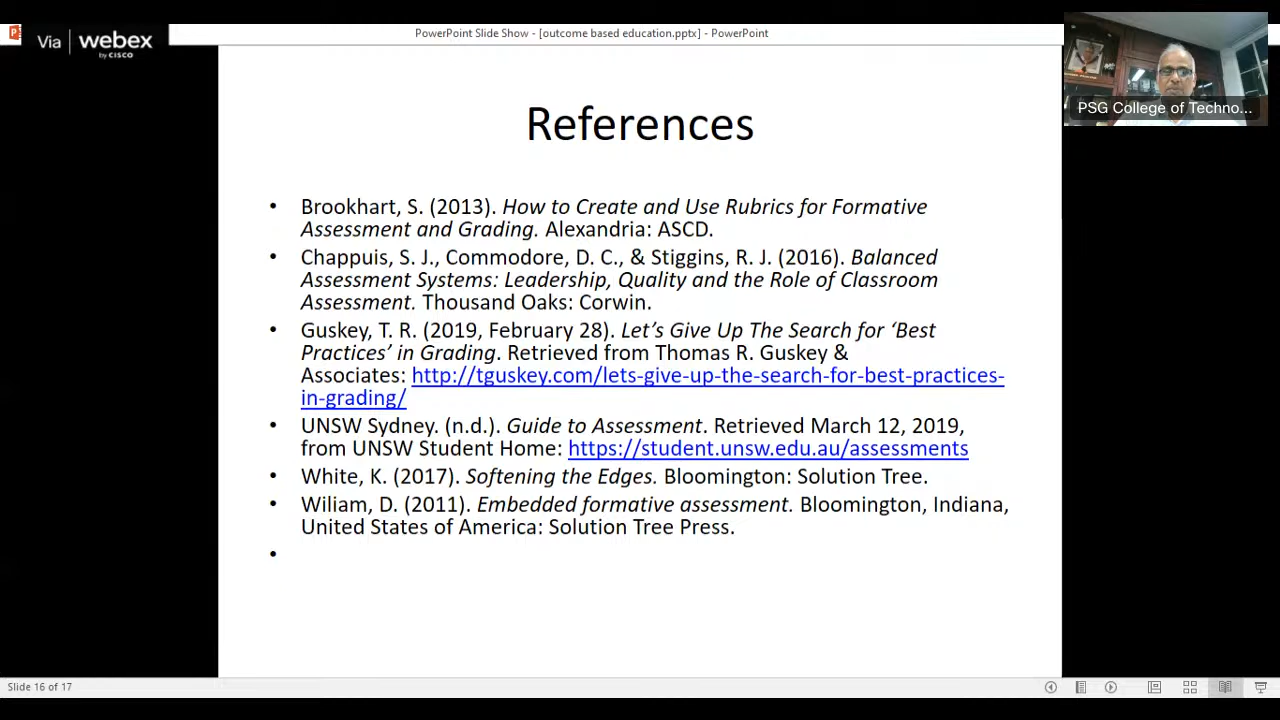 PowerPoint Slide Show - [outcome based education.pptx] - PowerPoint
Via webex
by CISCO
PSG College of Techno...
References
• Brookhart, S. (2013). How to Create and Use Rubrics for Formative
Assessment and Grading. Alexandria: ASCD.
• Chappuis, S. J., Commodore, D. C., & Stiggins, R. J. (2016). Balanced
Assessment Systems: Leadership, Quality and the Role of Classroom
Assessment. Thousand Oaks: Corwin.
• Guskey, T. R. (2019, February 28). Let’s Give Up The Search for ‘Best
Practices’ in Grading. Retrieved from Thomas R. Guskey &
Associates: http://tguskey.com/lets-give-up-the-search-for-best-practices-
in-grading/
• UNSW Sydney. (n.d.). Guide to Assessment. Retrieved March 12, 2019,
from UNSW Student Home: https://student.unsw.edu.au/assessments
• White, K. (2017). Softening the Edges. Bloomington: Solution Tree.
• Wiliam, D. (2011). Embedded formative assessment. Bloomington, Indiana,
United States of America: Solution Tree Press.
•
Slide 16 of 17